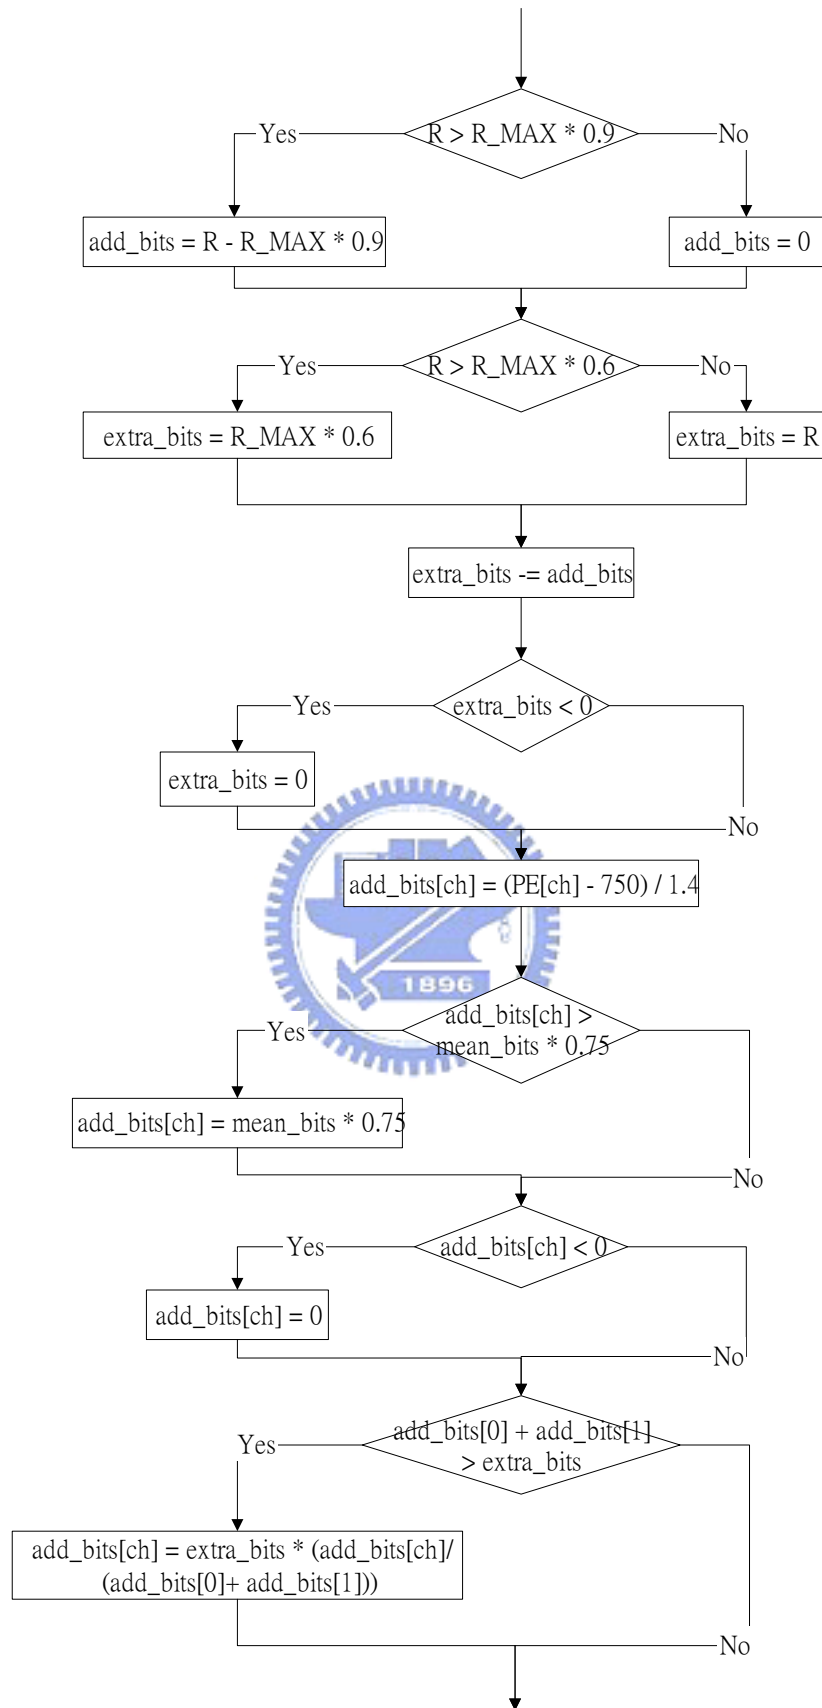 R > R_MAX * 0.9
Yes
No
add_bits = R - R_MAX * 0.9
add_bits = 0
R > R_MAX * 0.6
Yes
No
extra_bits = R_MAX * 0.6
extra_bits = R
extra_bits -= add_bits
extra_bits < 0
Yes
extra_bits = 0
No
add_bits[ch] = (PE[ch] - 750) / 1.4
1896
add_bits[ch] >
mean_bits * 0.75
Yes
add_bits[ch] = mean_bits * 0.75
No
add_bits[ch] < 0
Yes
add_bits[ch] = 0
No
add_bits[0] + add_bits[1]
> extra_bits
Yes
add_bits[ch] = extra_bits * (add_bits[ch]/
(add_bits[0]+ add_bits[1]))
No